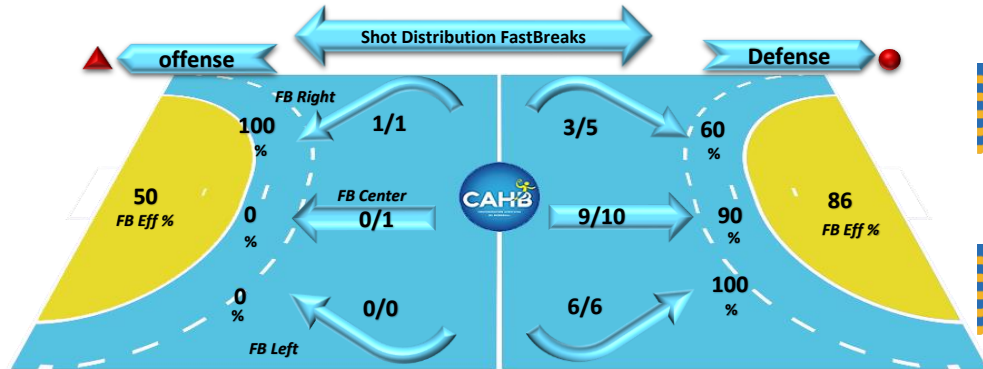 Shot Distribution FastBreaks
offense
Defense
FB Right
100
%
1/1
3/5
60
%
50
FB Eff %
FB Center
0
%
0/1
CAHB
9/10
90
%
86
FB Eff %
0
%
0/0
FB Left
6/6
100
%